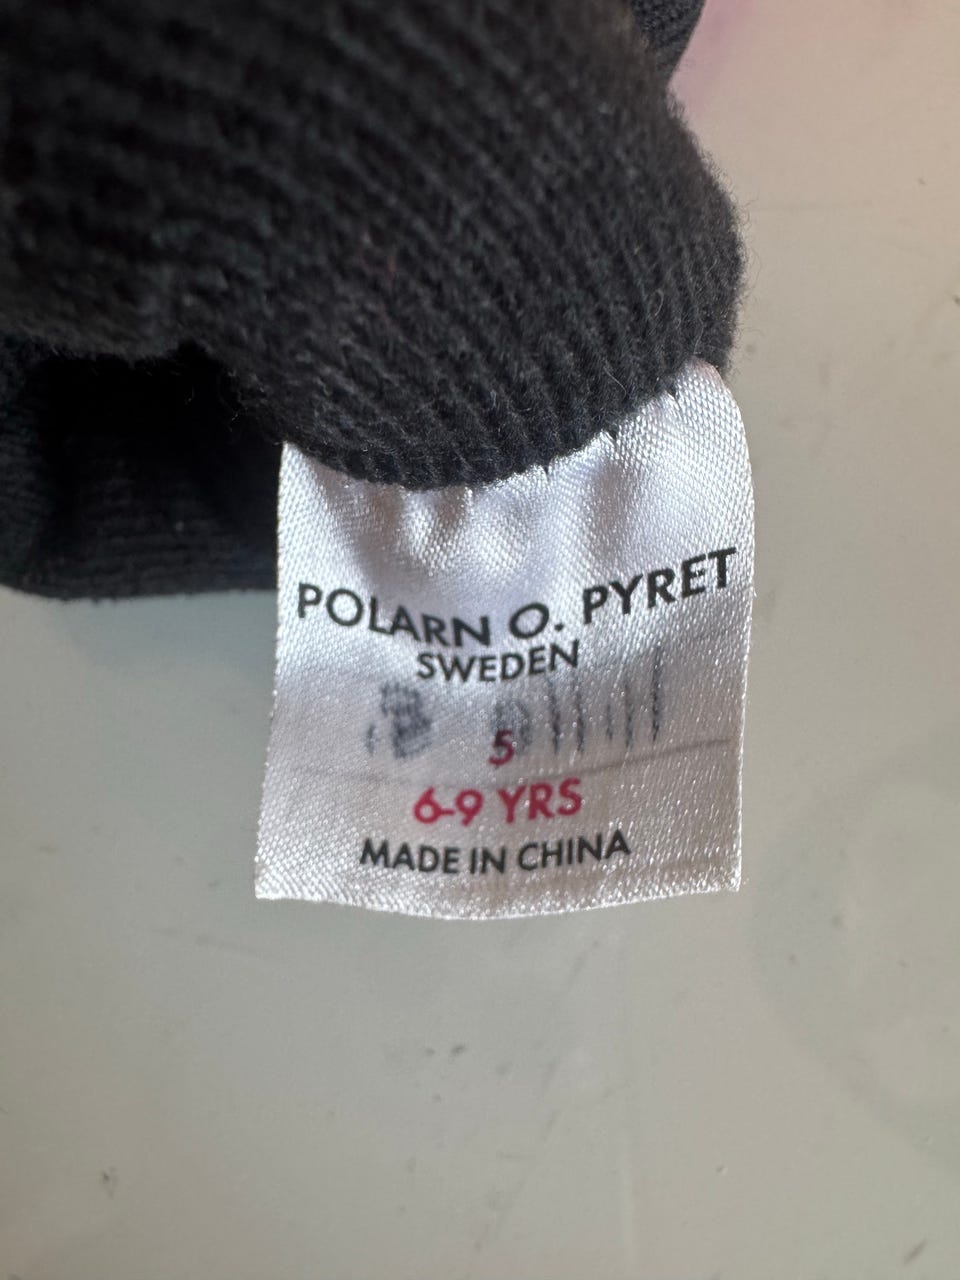 POLARN O. PYRET
SWEDEN
5
6-9 YRS
MADE IN CHINA